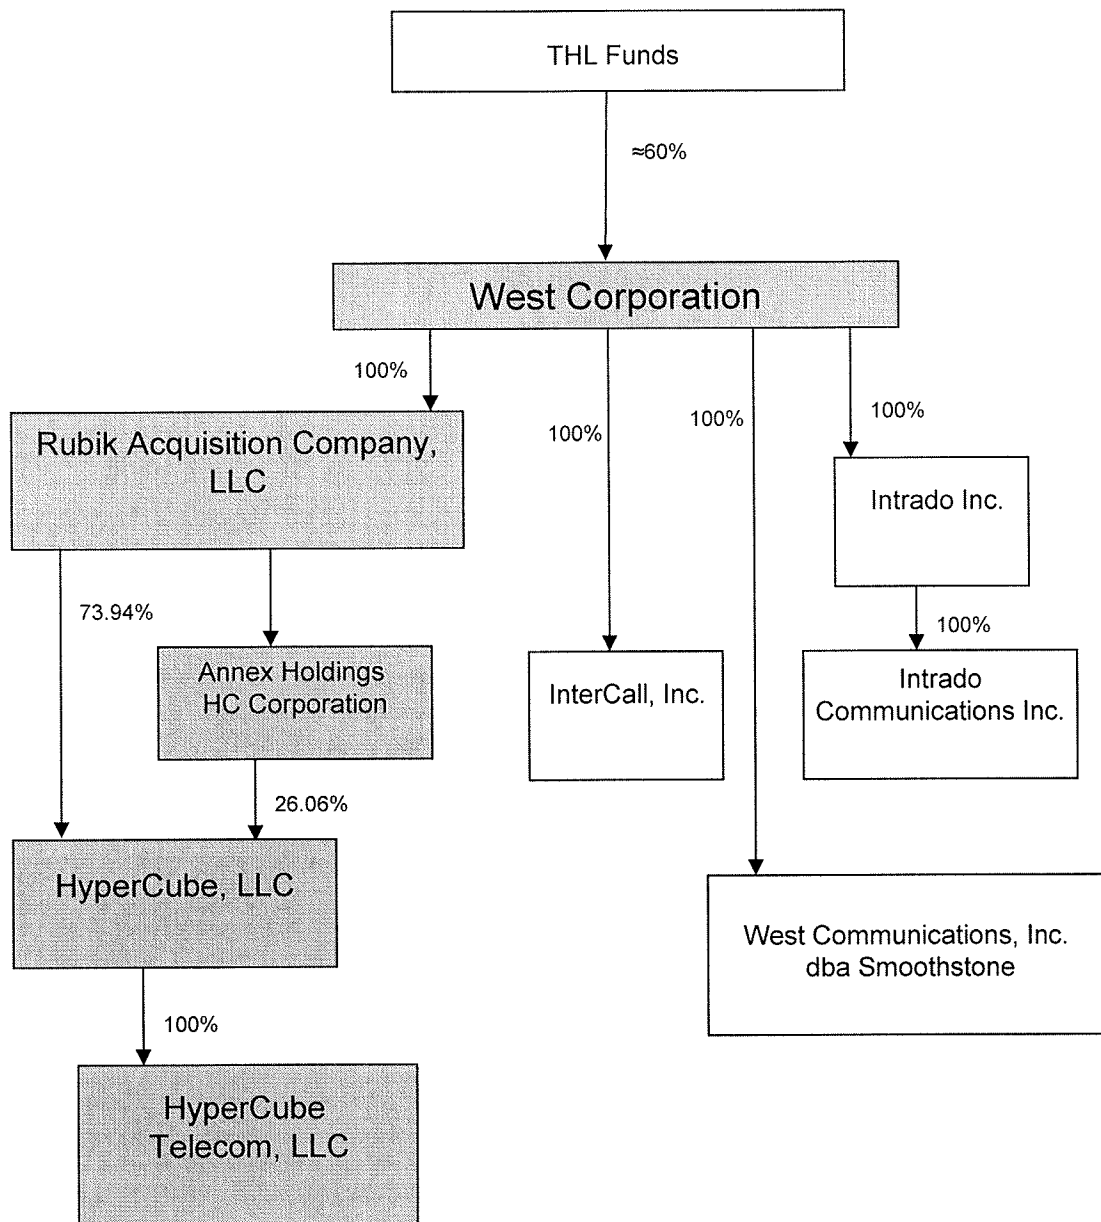 THL Funds
≈60%
West Corporation
100%
100%
100%
100%
Rubik Acquisition Company,
LLC
Intrado Inc.
73.94%
100%
Annex Holdings
HC Corporation
InterCall, Inc.
Intrado
Communications Inc.
26.06%
HyperCube, LLC
West Communications, Inc.
dba Smoothstone
100%
HyperCube
Telecom, LLC